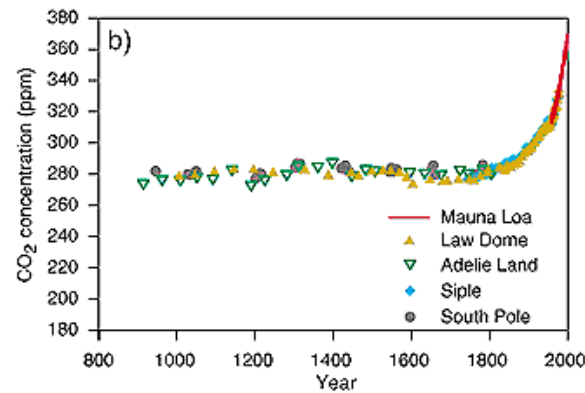 b)
CO2 concentration (ppm)
380
360
340
320
300
280
260
240
220
200
180
800
1000
1200
1400
1600
1800
2000
Year
Mauna Loa
Law Dome
Adelie Land
Siple
South Pole